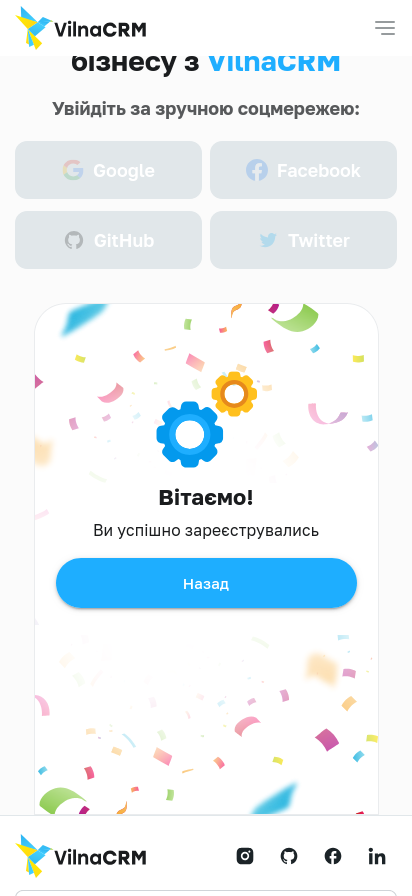 VilnaCRM
бізнесу з VilnaCRM
Увійдіть за зручною соцмережею:
Google
Facebook
GitHub
Twitter
Вітаємо!
Ви успішно зареєструвались
Назад
VilnaCRM